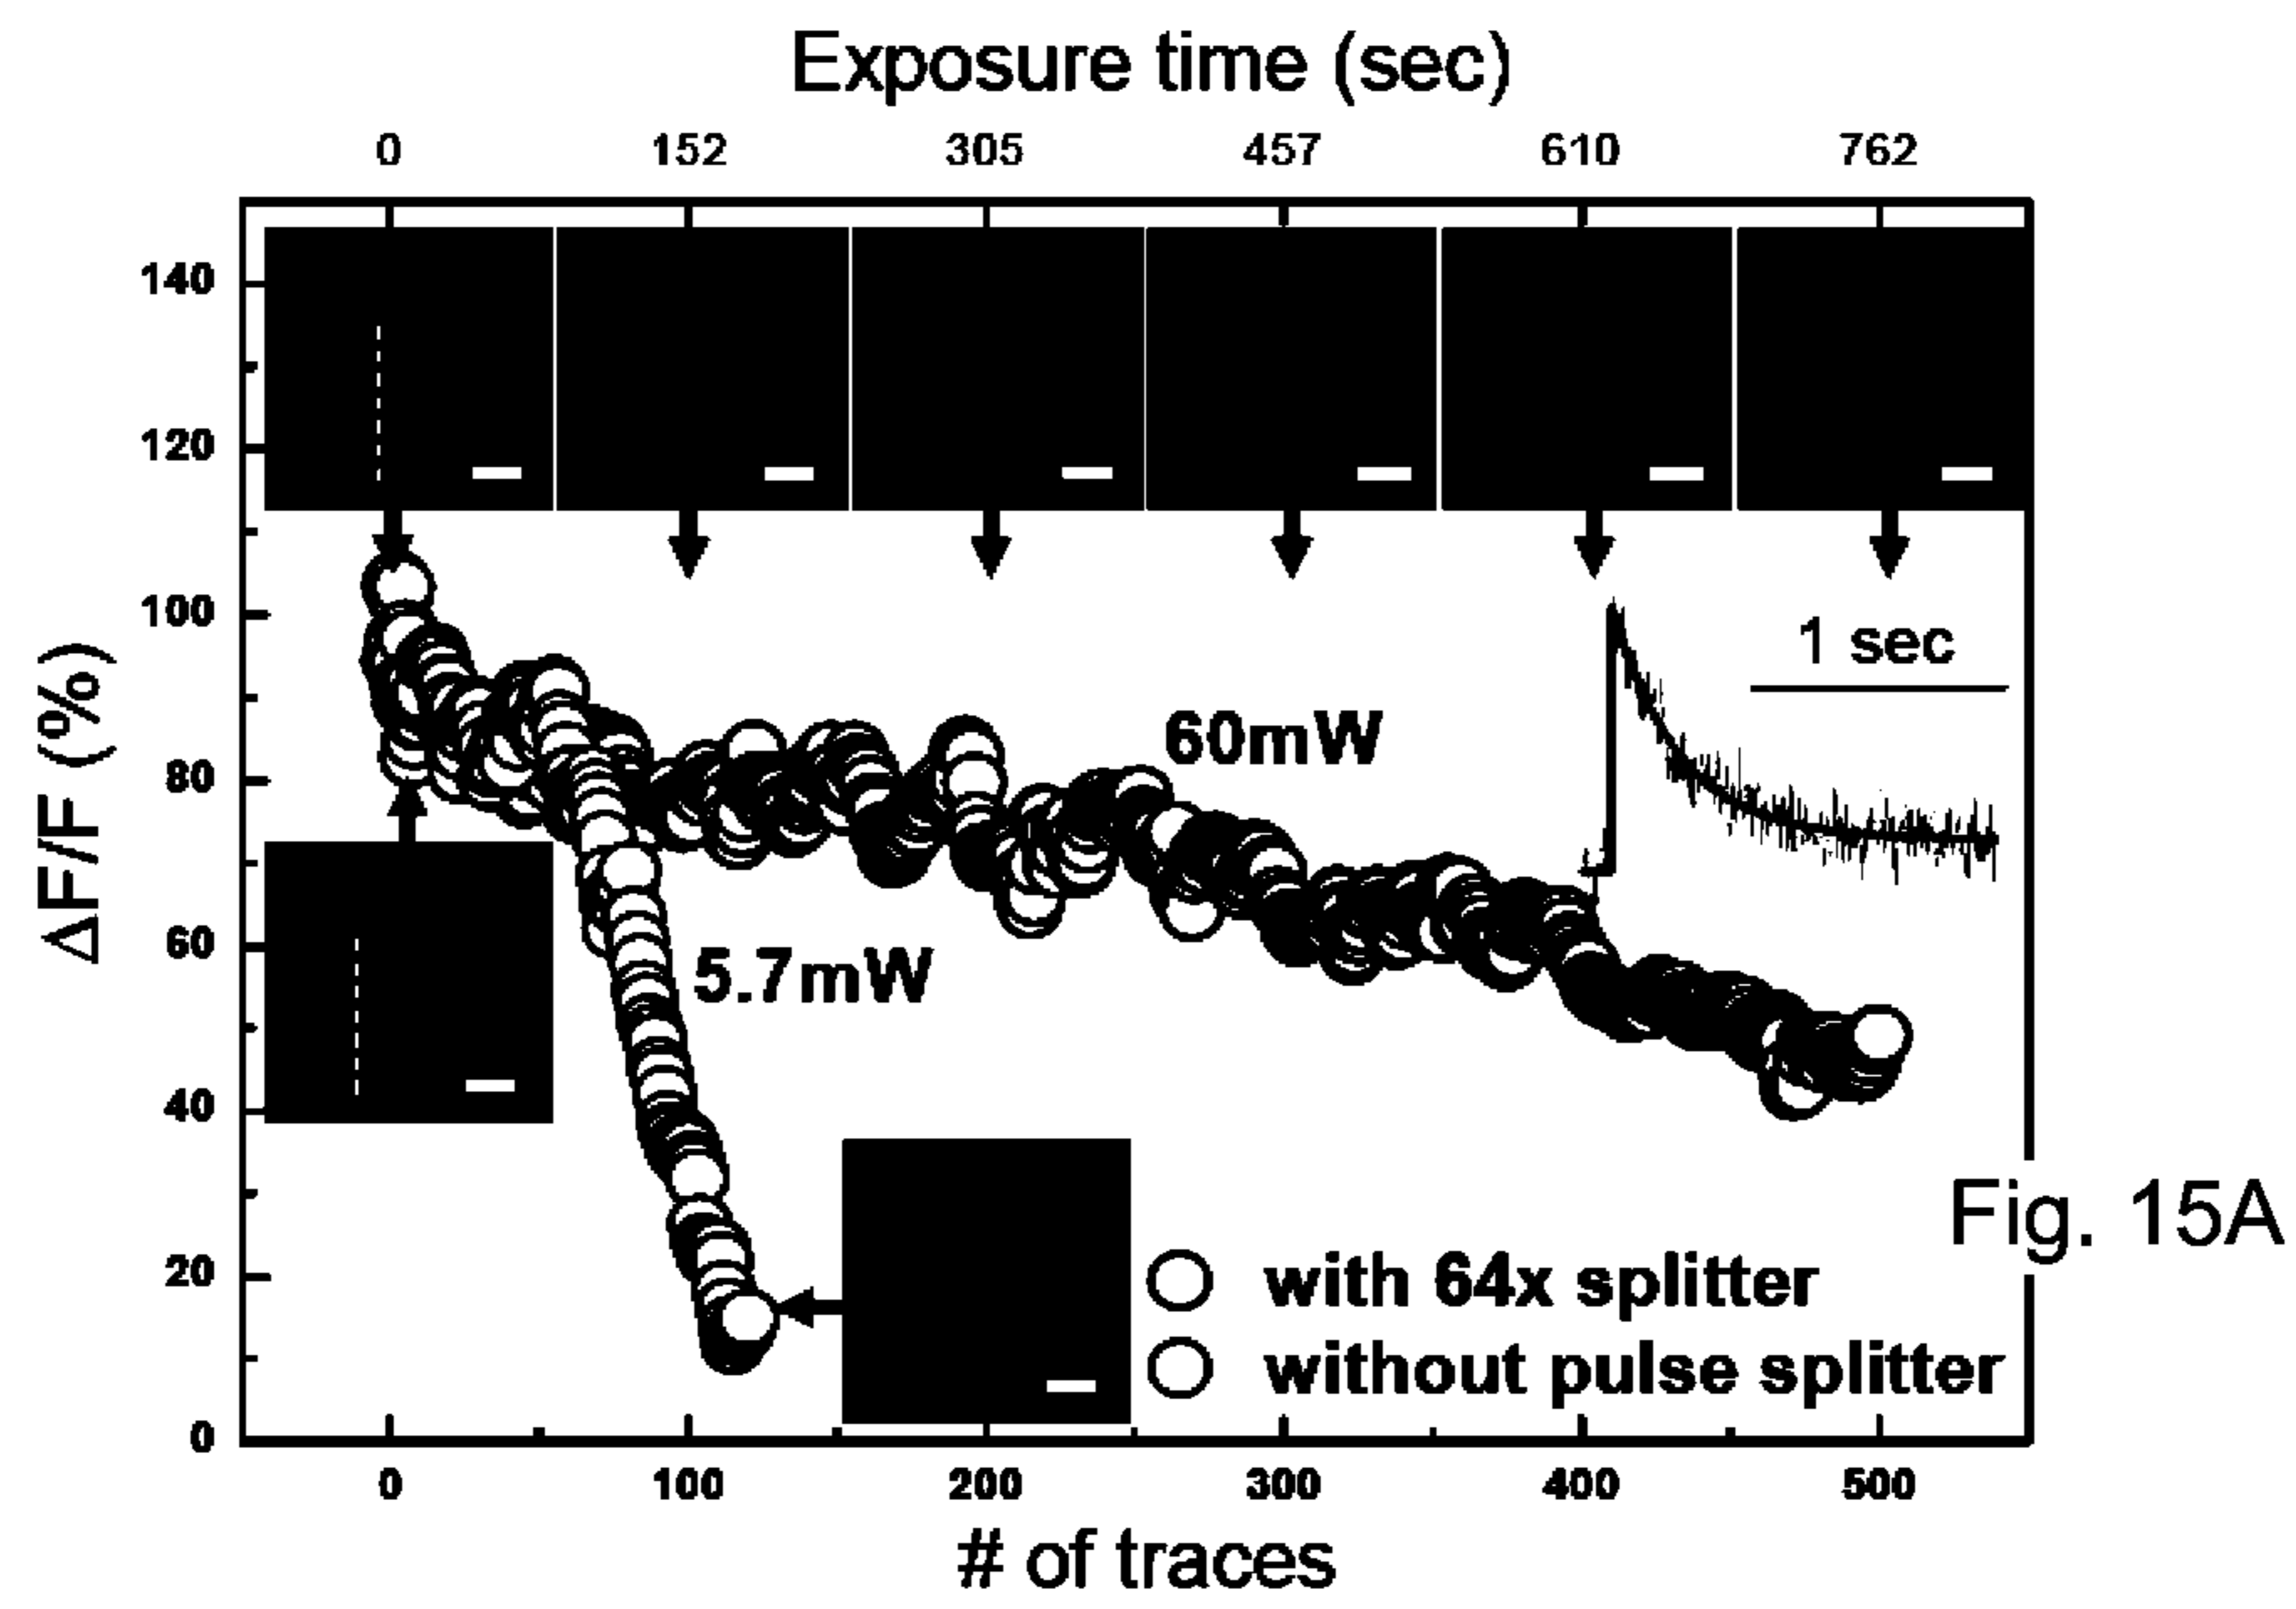 Exposure time (sec)
0 152 305 457 610 762
140
120
100
80
60
40
20
0
ΔF/F (%)
1 sec
60mW
5.7mW
Fig. 15A
with 64x splitter
without pulse splitter
0 100 200 300 400 500
# of traces